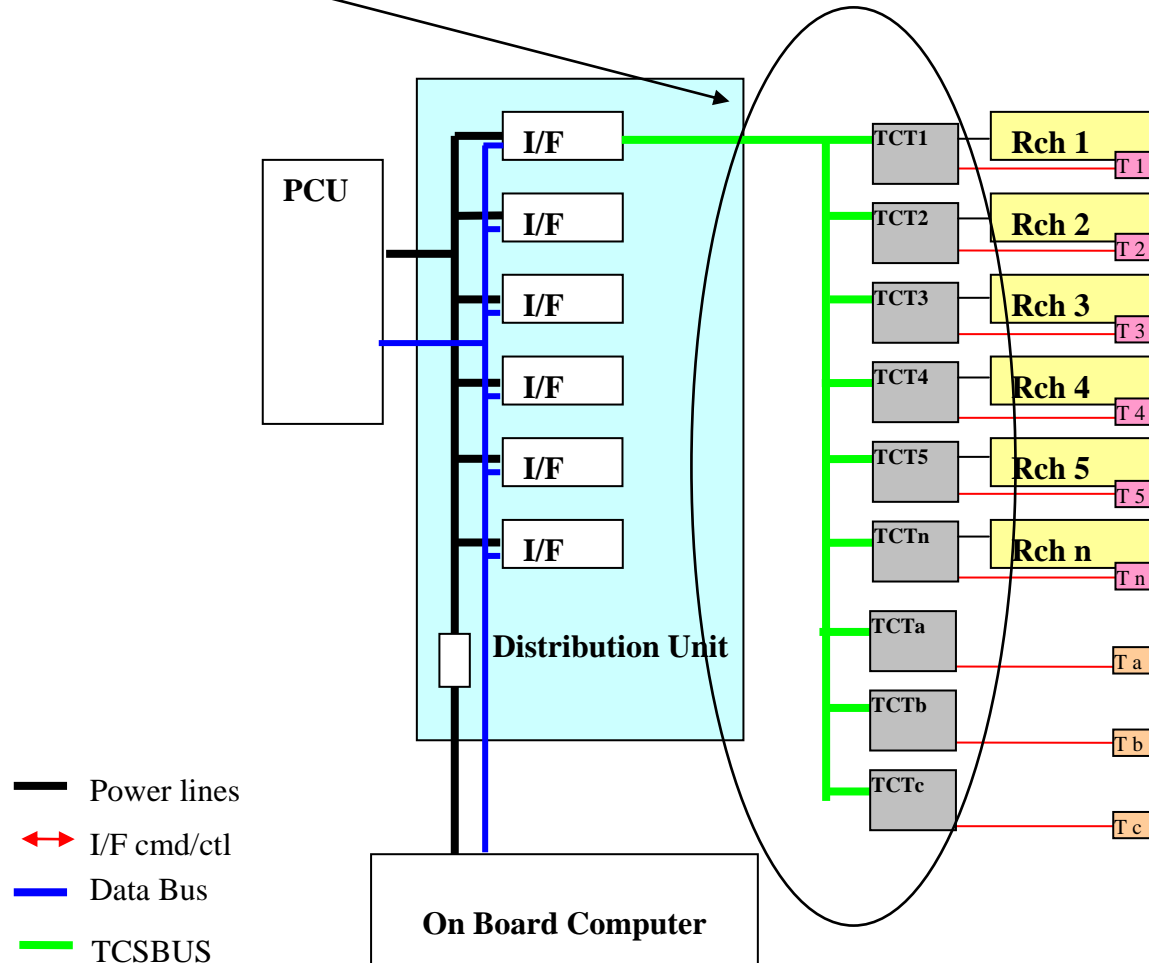 I/F
TCT1
Rch 1
T 1
PCU
I/F
TCT2
Rch 2
T 2
I/F
TCT3
Rch 3
T 3
I/F
TCT4
Rch 4
T 4
I/F
TCT5
Rch 5
T 5
I/F
TCTn
Rch n
T n
Distribution Unit
TCTa
T a
TCTb
T b
TCTc
T c
Power lines
I/F cmd/ctl
Data Bus
TCSBUS
On Board Computer